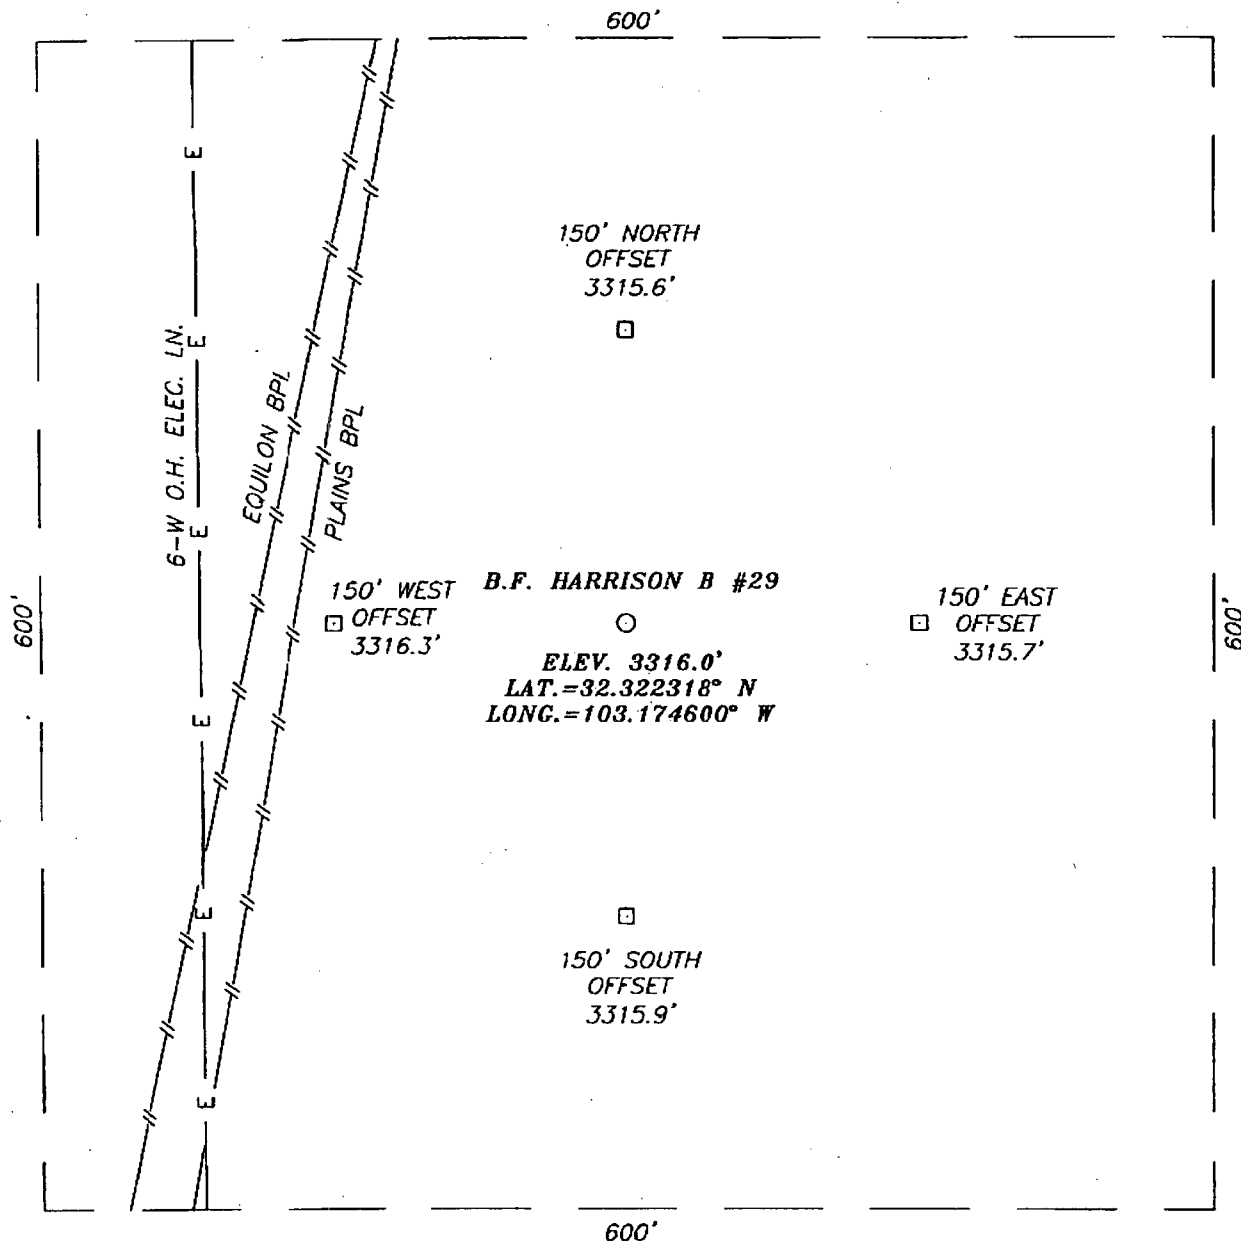 600'
150' NORTH
OFFSET
3315.6'
6-W O.H. ELEC. LN.
E
E
E
E
E
E
EQUILON BPL
PLAINS BPL
600'
150' WEST
OFFSET
3316.3'
B.F. HARRISON B #29
ELEV. 3316.0'
LAT.=32.322318° N
LONG.=103.174600° W
150' EAST
OFFSET
3315.7'
600'
150' SOUTH
OFFSET
3315.9'
600'